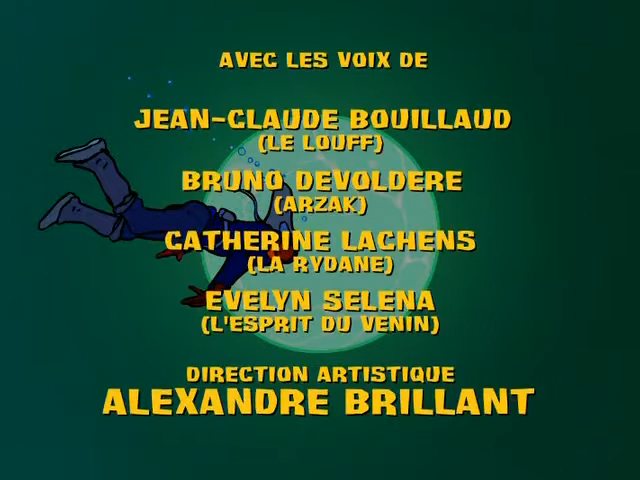 AVEC LES VOIX DE
JEAN-CLAUDE BOUILLAUD
(LE LOUFF)
BRUNO DEVOLDERE
(ARZAK)
CATHERINE LACHENS
(LA RYDANE)
EVELYN SELENA
(L'ESPRIT DU VENIN)
DIRECTION ARTISTIQUE
ALEXANDRE BRILLANT